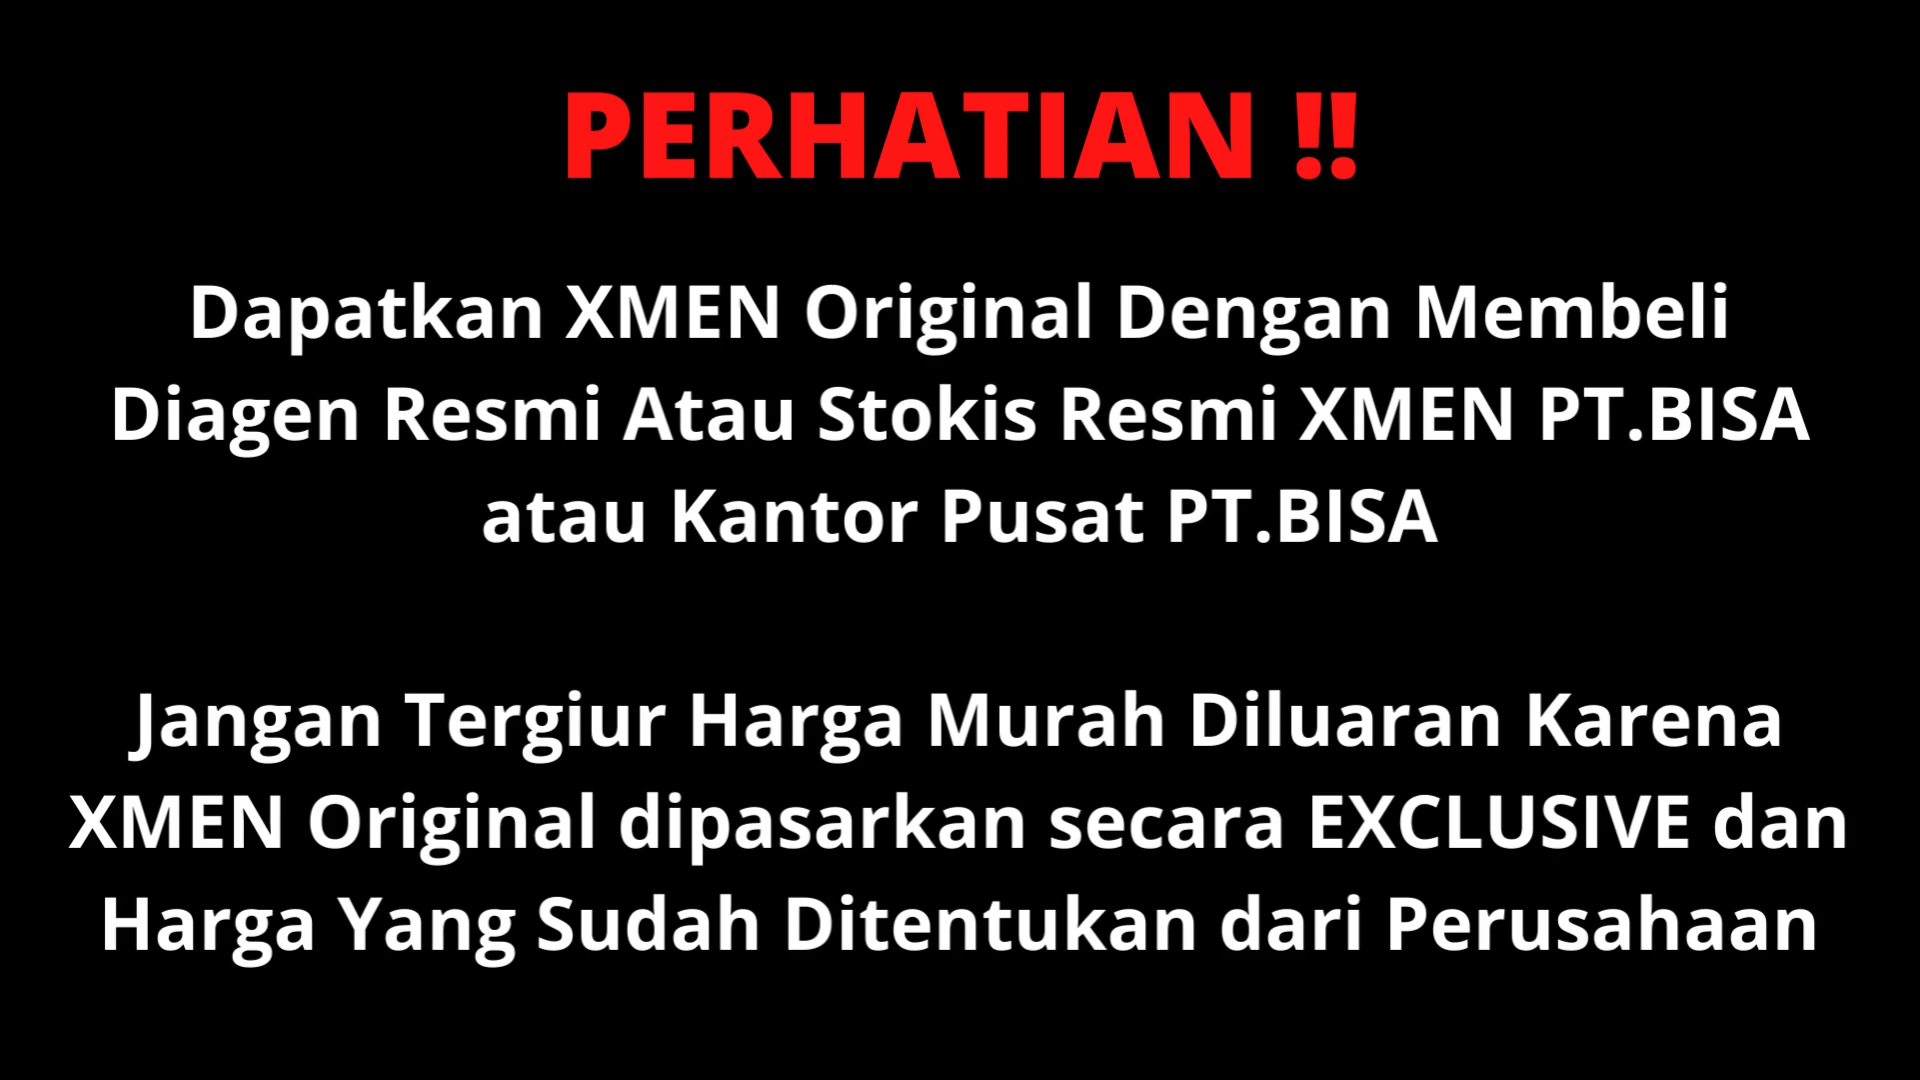 PERHATIAN !!
Dapatkan XMEN Original Dengan Membeli
Diagen Resmi Atau Stokis Resmi XMEN PT.BISA
atau Kantor Pusat PT.BISA
Jangan Tergiur Harga Murah Diluaran Karena
XMEN Original dipasarkan secara EXCLUSIVE dan
Harga Yang Sudah Ditentukan dari Perusahaan